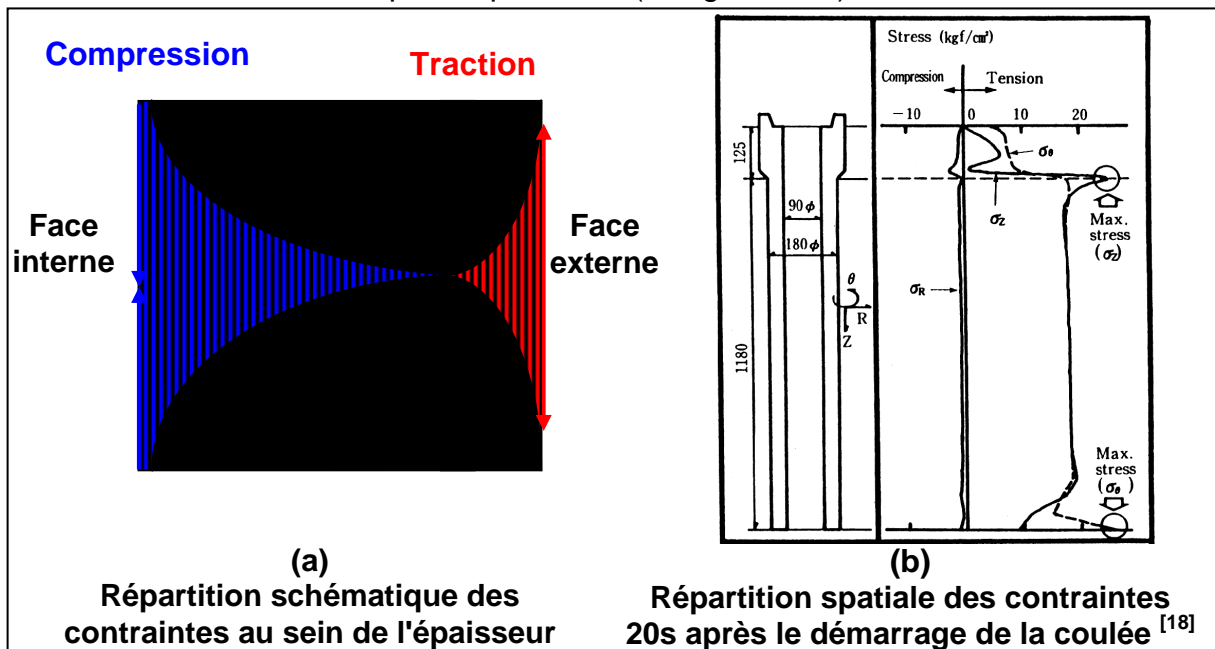 Compression
Traction
Face
interne
Face
externe
(a)
Répartition schématique des
contraintes au sein de l'épaisseur
Stress (kgf/cm²)
Compression
Tension
-10
0
10
20
125
1180
90φ
180φ
θ
R
Z
σθ
σZ
σR
Max.
stress
(σZ)
Max.
stress
(σθ)
(b)
Répartition spatiale des contraintes
20s après le démarrage de la coulée [18]